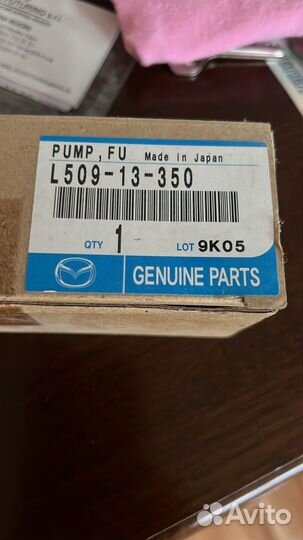 PUMP, FU Made in Japan
L509-13-350
QTY 1 LOT 9K05
GENUINE PARTS
Avito